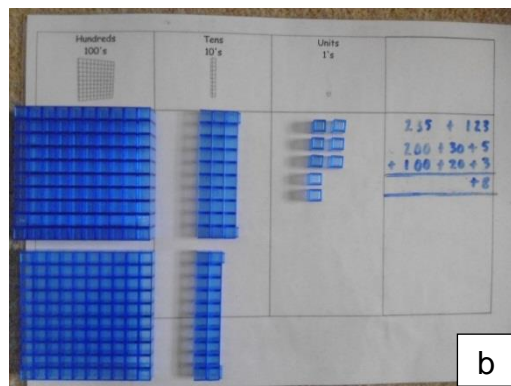 Hundreds
100's
Tens
10's
Units
1's
235 + 123
200 + 30 + 5
+ 100 + 20 + 3
+8
b